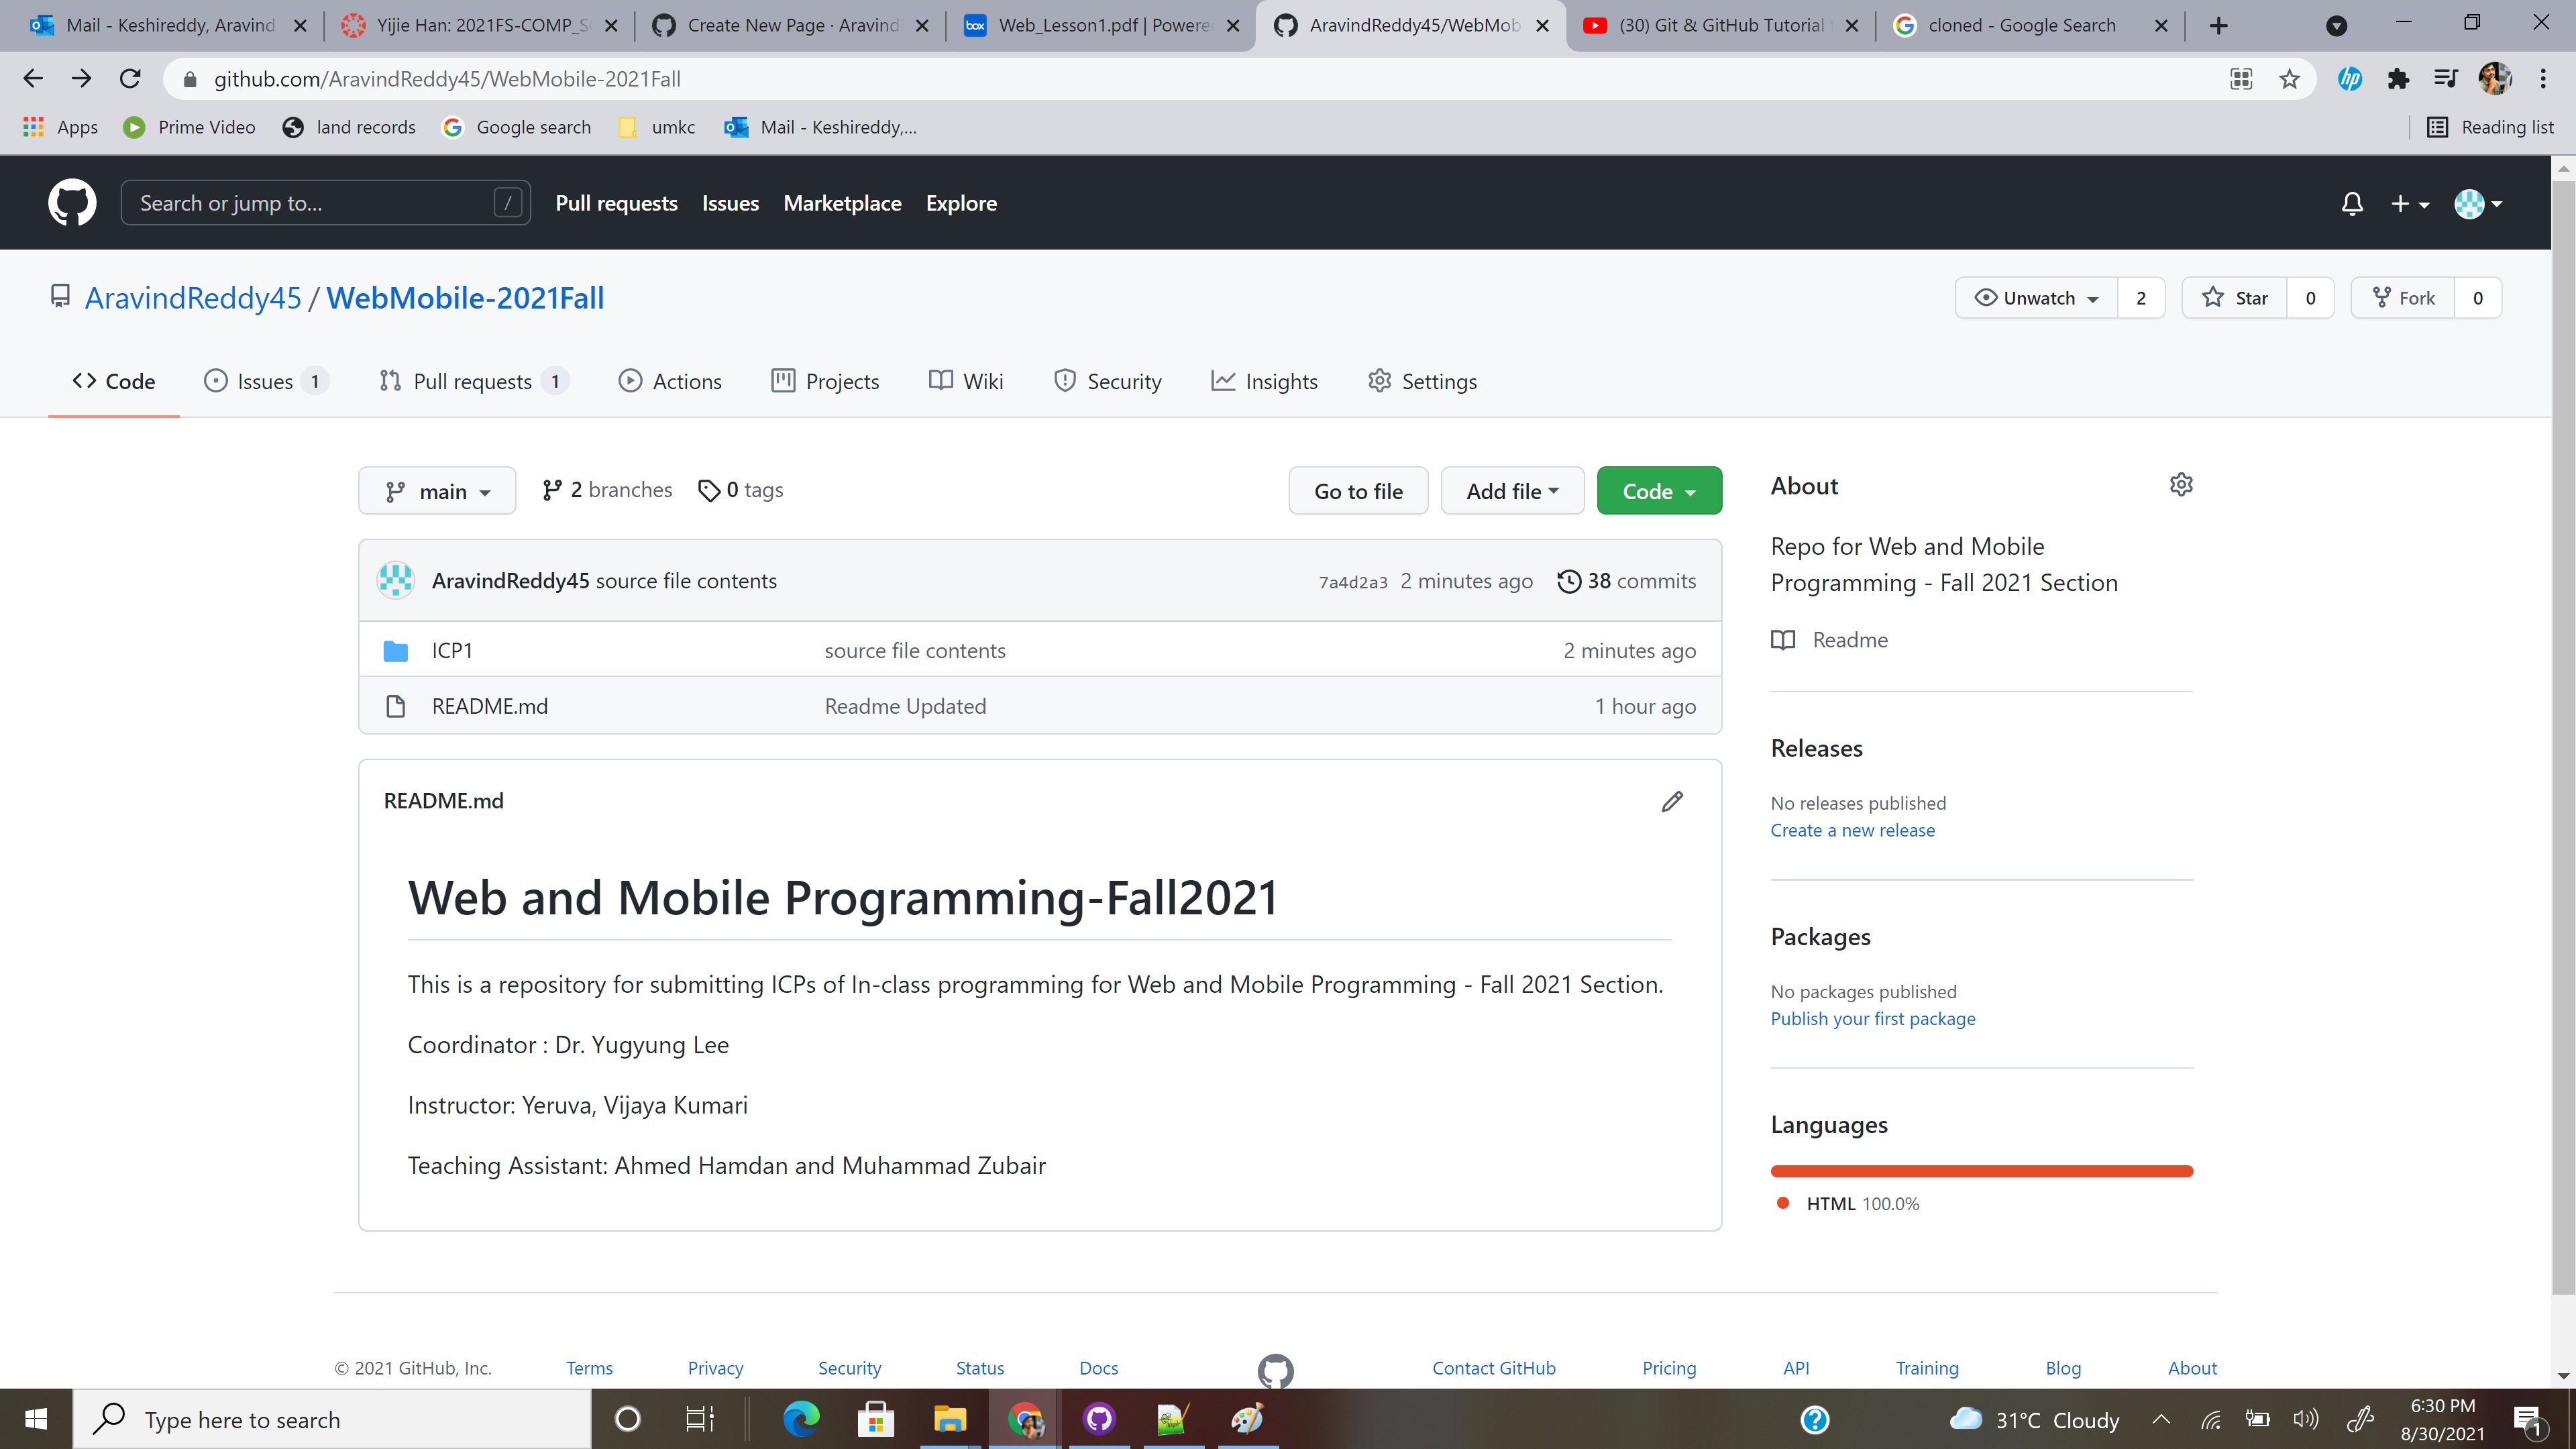 Mail - Keshireddy, Aravind
Yijie Han: 2021FS-COMP_S
Create New Page · Aravind
box Web_Lesson1.pdf | Powere
AravindReddy45/WebMob
(30) Git & GitHub Tutorial
cloned - Google Search
github.com/AravindReddy45/WebMobile-2021Fall
hp
Apps
Prime Video
land records
Google search
umkc
Mail - Keshireddy,...
Reading list
Search or jump to...
/
Pull requests
Issues
Marketplace
Explore
AravindReddy45 / WebMobile-2021Fall
Unwatch 2
Star 0
Fork 0
Code
Issues 1
Pull requests 1
Actions
Projects
Wiki
Security
Insights
Settings
main
2 branches
0 tags
Go to file
Add file
Code
AravindReddy45 source file contents
7a4d2a3 2 minutes ago
38 commits
ICP1 source file contents 2 minutes ago
README.md Readme Updated 1 hour ago
README.md
Web and Mobile Programming-Fall2021
This is a repository for submitting ICPs of In-class programming for Web and Mobile Programming - Fall 2021 Section.
Coordinator : Dr. Yugyung Lee
Instructor: Yeruva, Vijaya Kumari
Teaching Assistant: Ahmed Hamdan and Muhammad Zubair
About
Repo for Web and Mobile
Programming - Fall 2021 Section
Readme
Releases
No releases published
Create a new release
Packages
No packages published
Publish your first package
Languages
HTML 100.0%
© 2021 GitHub, Inc.
Terms
Privacy
Security
Status
Docs
Contact GitHub
Pricing
API
Training
Blog
About
Type here to search
31°C Cloudy
6:30 PM
8/30/2021
1